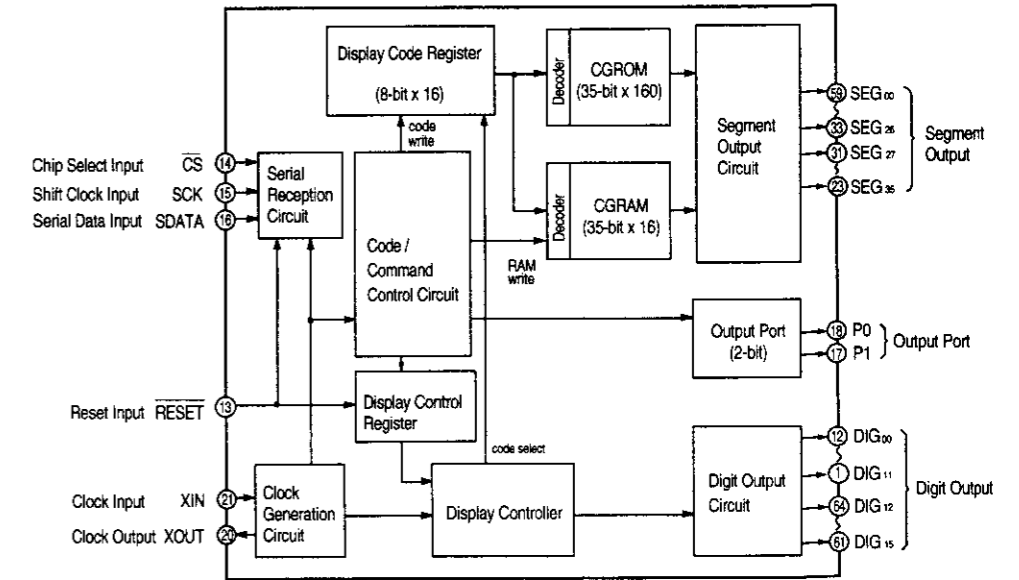 Display Code Register
(8-bit x 16)
code
write
Decoder
CGROM
(35-bit x 160)
Segment
Output
Circuit
59 SEG00
33 SEG26
31 SEG27
23 SEG35
Segment
Output
Chip Select Input CS 14
Shift Clock Input SCK 15
Serial Data Input SDATA 16
Serial
Reception
Circuit
Code /
Command
Control Circuit
Decoder
CGRAM
(35-bit x 16)
RAM
write
Output Port
(2-bit)
18 P0
17 P1
Output Port
Reset Input RESET 13
Display Control
Register
code select
Clock Input XIN 21
Clock Output XOUT 20
Clock
Generation
Circuit
Display Controller
Digit Output
Circuit
12 DIG00
1 DIG11
64 DIG12
61 DIG15
Digit Output